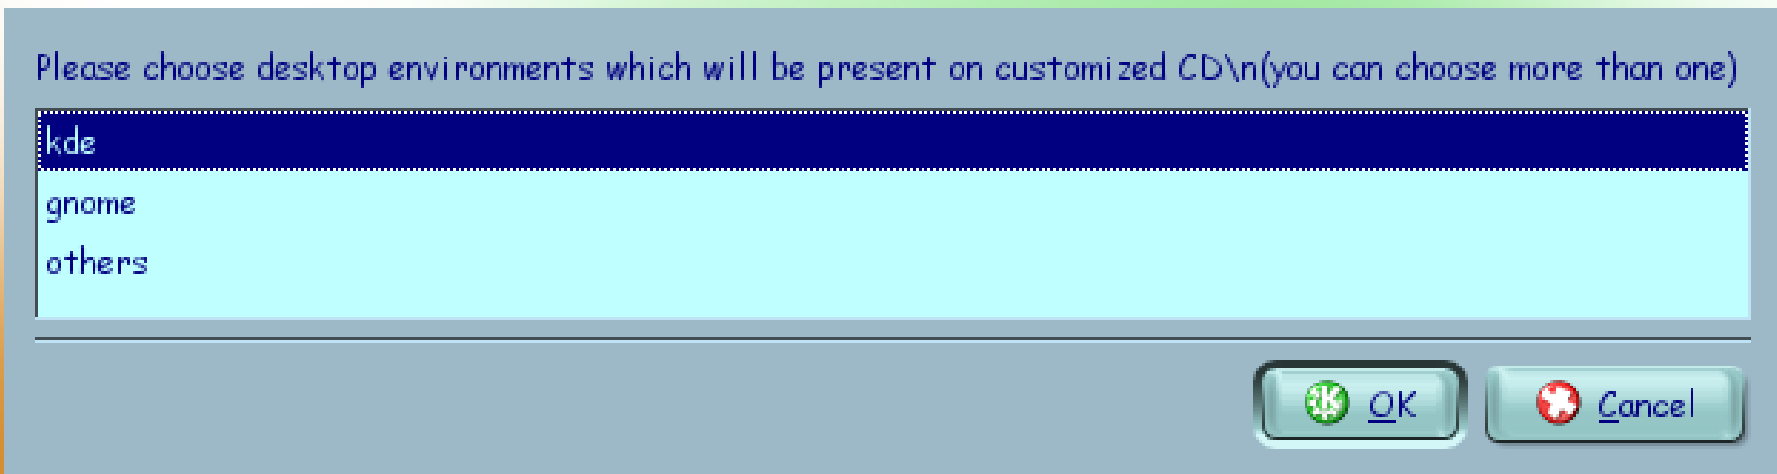 Please choose desktop environments which will be present on customized CD\n(you can choose more than one)
kde
gnome
others
OK
Cancel